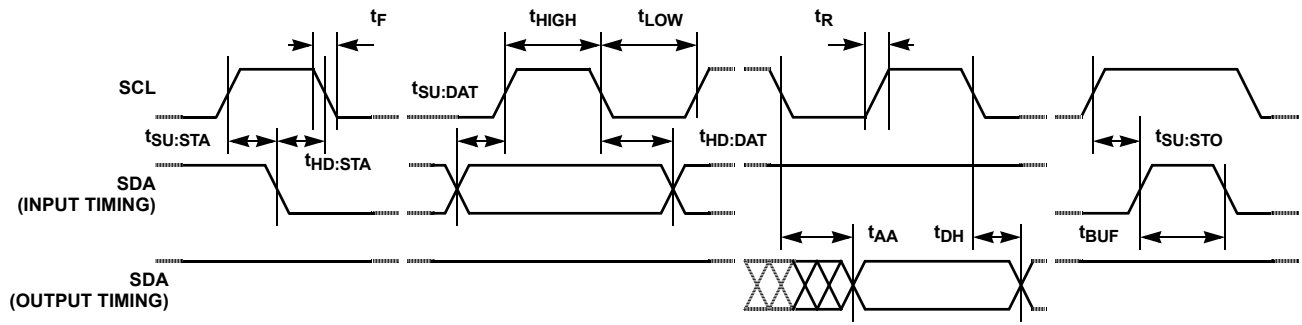 tF
tHIGH
tLOW
tR
SCL
tSU:DAT
tSU:STA
tHD:STA
tHD:DAT
tSU:STO
SDA
(INPUT TIMING)
tAA
tDH
tBUF
SDA
(OUTPUT TIMING)